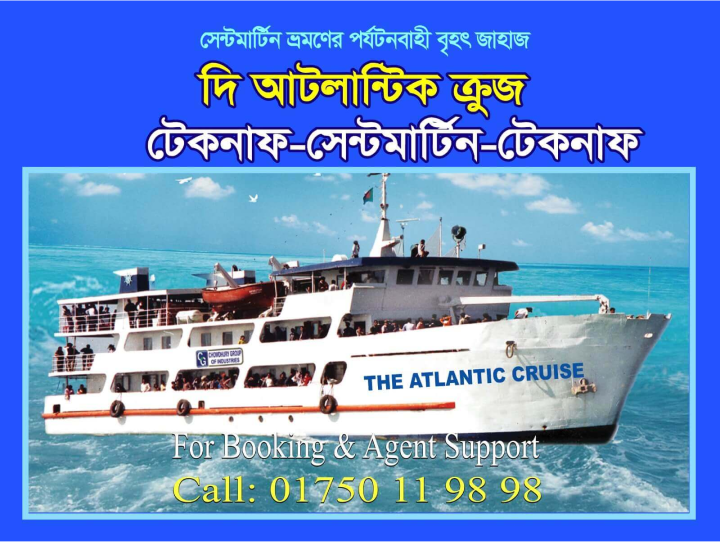 সেন্টমার্টিন ভ্রমণের পর্যটনবাহী বৃহৎ জাহাজ
দি আটলান্টিক ক্রুজ
টেকনাফ-সেন্টমার্টিন-টেকনাফ
CG
CHOWDHURY GROUP
OF INDUSTRIES
THE ATLANTIC CRUISE
For Booking & Agent Support
Call: 01750 11 98 98